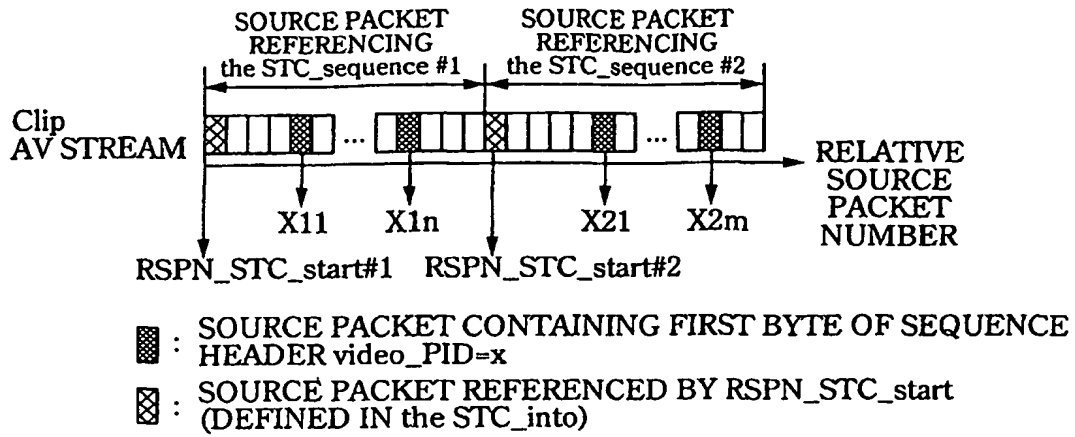 SOURCE PACKET
REFERENCING
the STC_sequence #1
SOURCE PACKET
REFERENCING
the STC_sequence #2
Clip
AV STREAM
...
...
RELATIVE
SOURCE
PACKET
NUMBER
X11
X1n
X21
X2m
RSPN_STC_start#1
RSPN_STC_start#2
: SOURCE PACKET CONTAINING FIRST BYTE OF SEQUENCE
HEADER video_PID=x
: SOURCE PACKET REFERENCED BY RSPN_STC_start
(DEFINED IN the STC_into)